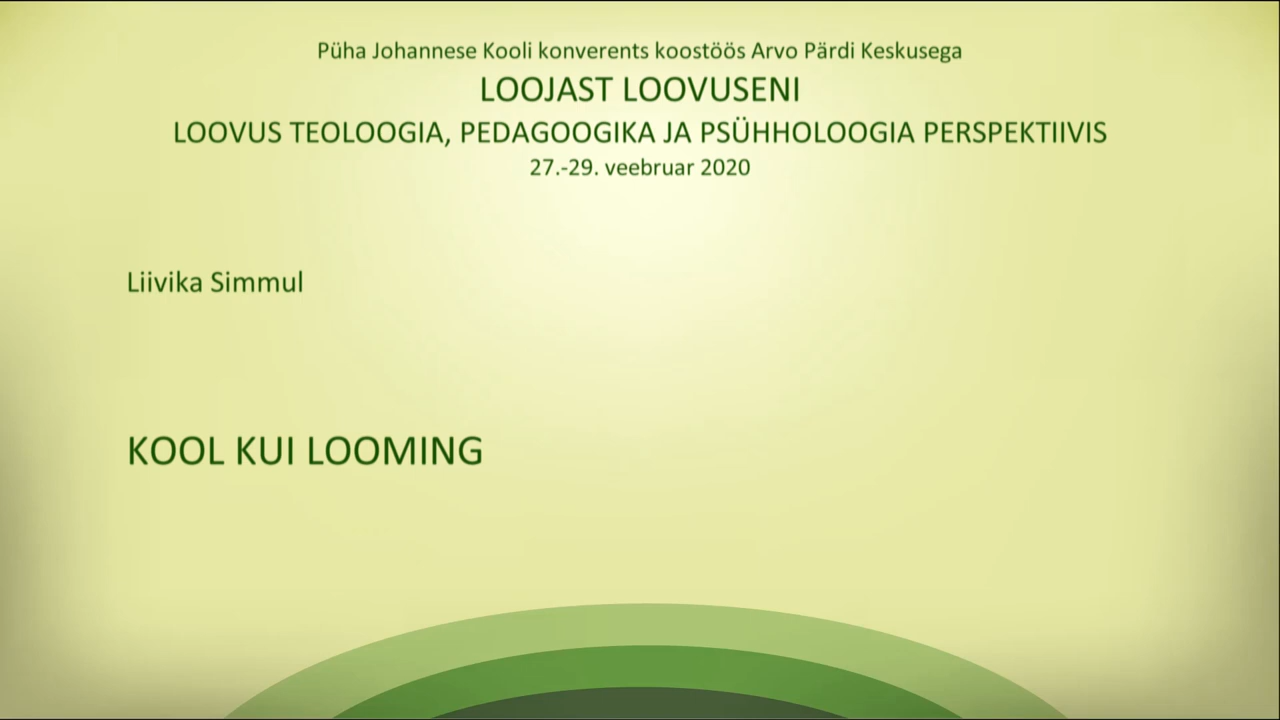 Püha Johannese Kooli konverents koostöös Arvo Pärdi Keskusega
LOOJAST LOOVUSENI
LOOVUS TEOLOOGIA, PEDAGOOGIKA JA PSÜHHOLOOGIA PERSPEKTIIVIS
27.-29. veebruar 2020
Liivika Simmul
KOOL KUI LOOMING